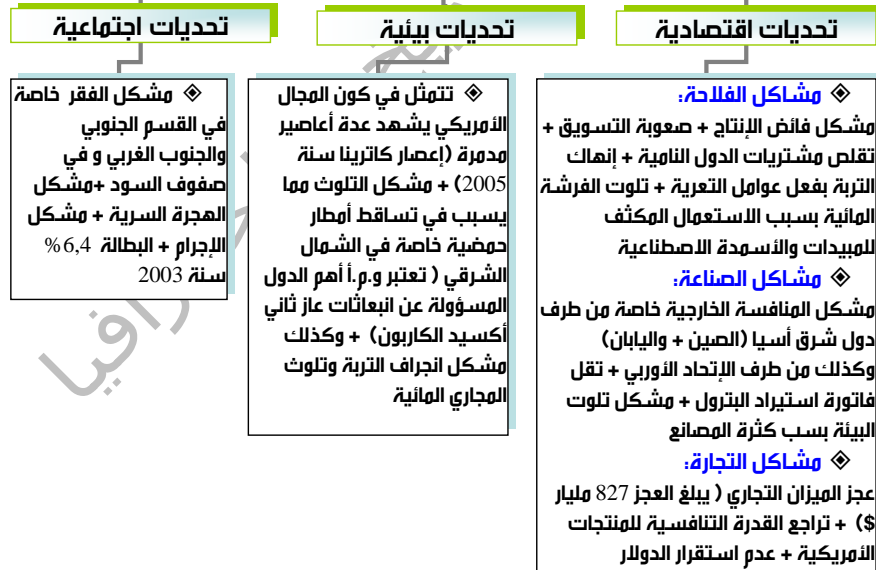 تحديات اقتصادية
◈ مشاكل الفلاحة:
مشكل فائض الإنتاج + صعوبة التسويق +
تقلص مشتريات الدول النامية + إنهاك
التربة بفعل عوامل التعرية + تلوت الفرشة
المائية بسبب الاستعمال المكثف
للمبيدات والأسمدة الاصطناعية
◈ مشاكل الصناعة:
مشكل المنافسة الخارجية خاصة من طرف
دول شرق أسيا (الصين + واليابان)
وكذلك من طرف الإتحاد الأوربي + تقل
فاتورة استيراد البترول + مشكل تلوت
البيئة بسب كثرة المصانع
◈ مشاكل التجارة:
عجز الميزان التجاري ( يبلغ العجز 827 مليار
$) + تراجع القدرة التنافسية للمنتجات
الأمريكية + عدم استقرار الدولار
تحديات بيئية
◈ تتمثل في كون المجال
الأمريكي يشهد عدة أعاصير
مدمرة (إعصار كاترينا سنة
2005) + مشكل التلوث مما
يسبب في تساقط أمطار
حمضية خاصة في الشمال
الشرقي ( تعتبر و.م.أ أهم الدول
المسؤولة عن انبعاثات عاز ثاني
أكسيد الكاربون) + وكذلك
مشكل انجراف التربة وتلوث
المجاري المائية
تحديات اجتماعية
◈ مشكل الفقر خاصة
في القسم الجنوبي
والجنوب الغربي و في
صفوف السود +مشكل
الهجرة السرية + مشكل
الإجرام + البطالة 6,4%
سنة 2003